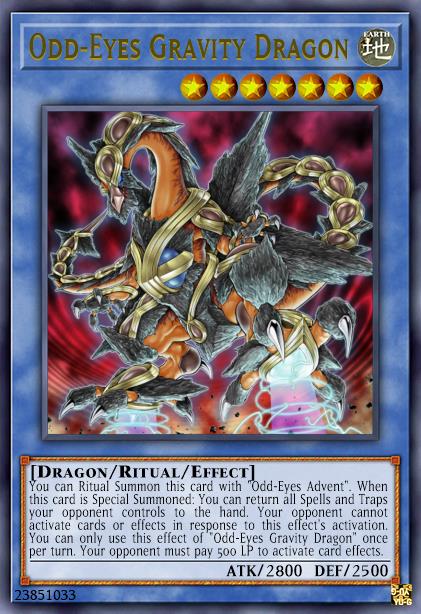 ODD-EYES GRAVITY DRAGON
EARTH
地
[DRAGON/RITUAL/EFFECT]
You can Ritual Summon this card with "Odd-Eyes Advent". When
this card is Special Summoned: You can return all Spells and Traps
your opponent controls to the hand. Your opponent cannot
activate cards or effects in response to this effect's activation.
You can only use this effect of "Odd-Eyes Gravity Dragon" once
per turn. Your opponent must pay 500 LP to activate card effects.
ATK/2800 DEF/2500
23851033